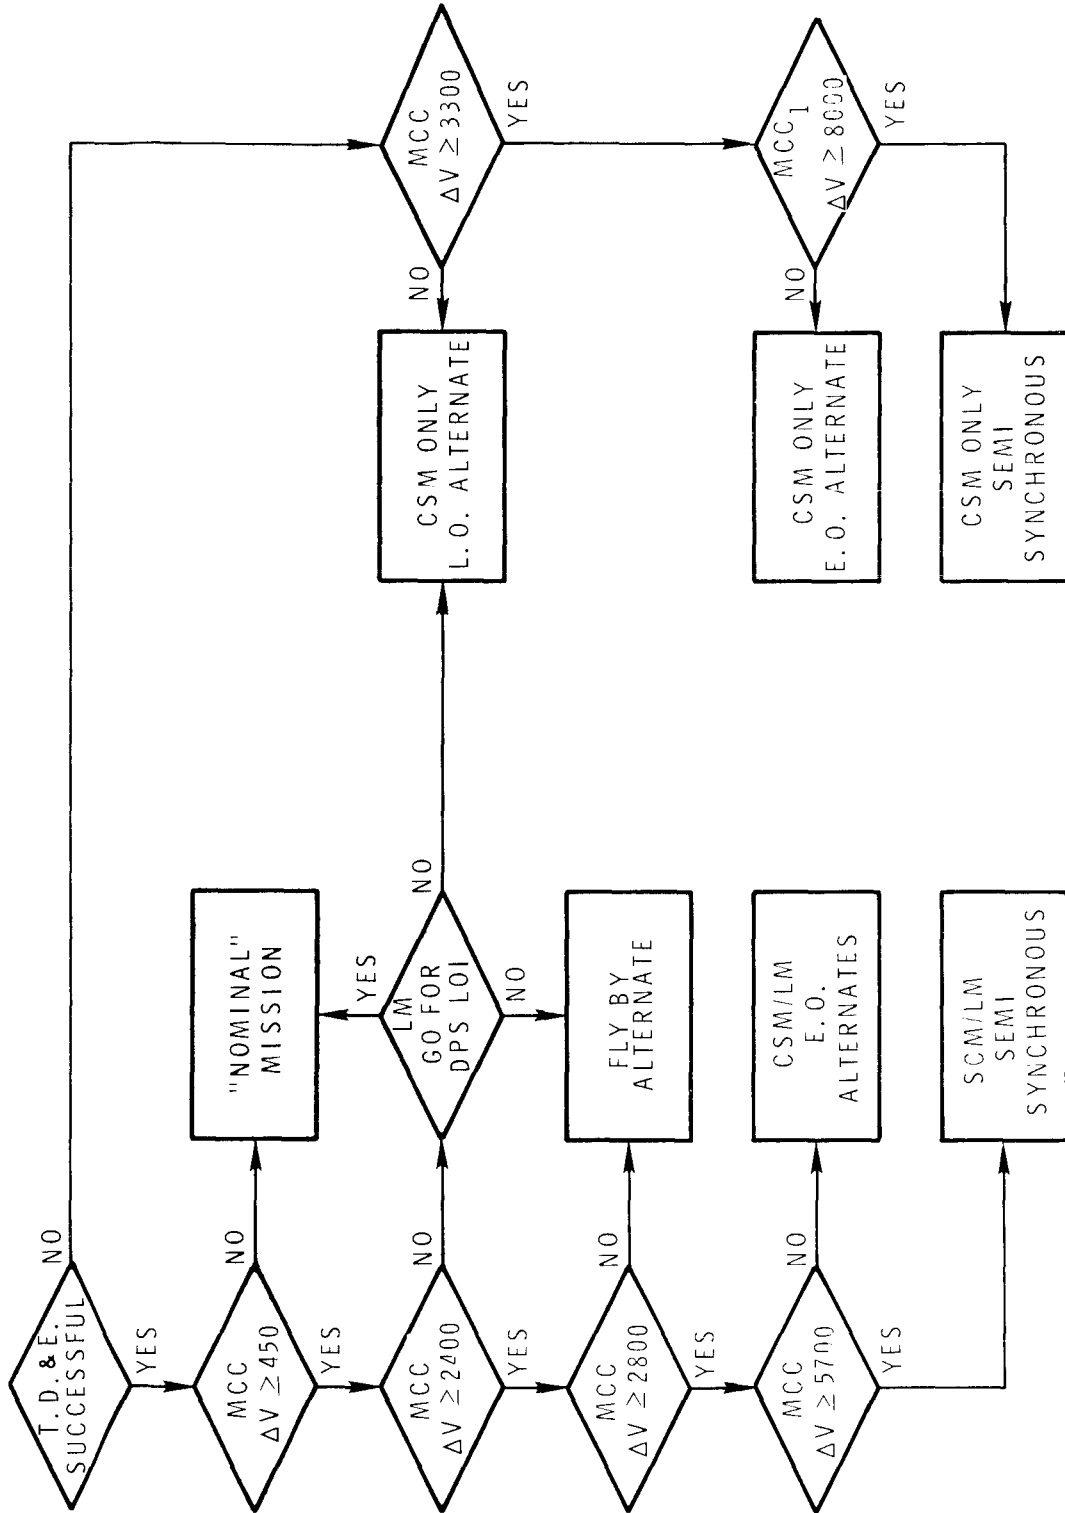 T. D. & E.
SUCCESSFUL
NO
YES
MCC
ΔV ≥ 450
NO
YES
"NOMINAL"
MISSION
MCC
ΔV ≥ 2400
NO
YES
LM
GO FOR
DPS LOI
YES
NO
NO
MCC
ΔV ≥ 2800
NO
YES
FLY BY
ALTERNATE
MCC
ΔV ≥ 5700
NO
YES
CSM/LM
E. O.
ALTERNATES
SCM/LM
SEMI
SYNCHRONOUS
MCC
ΔV ≥ 3300
NO
YES
CSM ONLY
L. O. ALTERNATE
MCC1
ΔV ≥ 8000
NO
YES
CSM ONLY
E. O. ALTERNATE
CSM ONLY
SEMI
SYNCHRONOUS